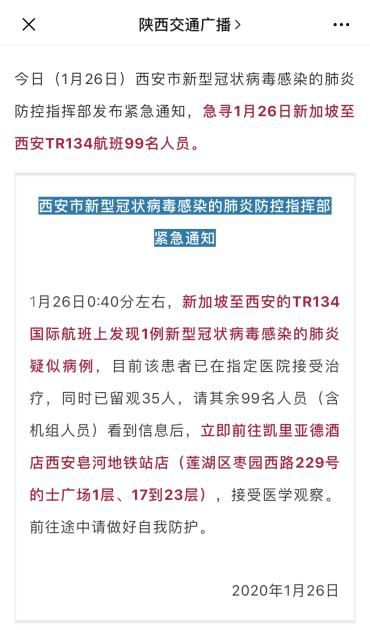 陕西交通广播
今日（1月26日）西安市新型冠状病毒感染的肺炎
防控指挥部发布紧急通知，急寻1月26日新加坡至
西安TR134航班99名人员。
西安市新型冠状病毒感染的肺炎防控指挥部
紧急通知
1月26日0:40分左右，新加坡至西安的TR134
国际航班上发现1例新型冠状病毒感染的肺炎
疑似病例，目前该患者已在指定医院接受治
疗，同时已留观35人，请其余99名人员（含
机组人员）看到信息后，立即前往凯里亚德酒
店西安皂河地铁站店（莲湖区枣园西路229号
的士广场1层、17到23层），接受医学观察。
前往途中请做好自我防护。
2020年1月26日